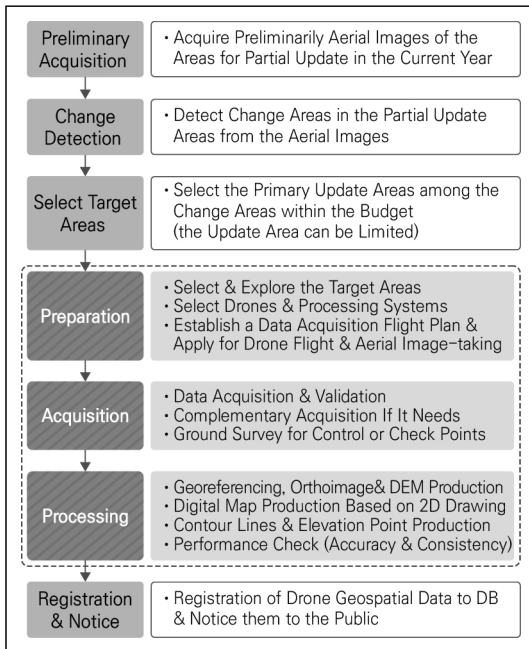 Preliminary
Acquisition
· Acquire Preliminarily Aerial Images of the
Areas for Partial Update in the Current Year
Change
Detection
· Detect Change Areas in the Partial Update
Areas from the Aerial Images
Select Target
Areas
· Select the Primary Update Areas among the
Change Areas within the Budget
(the Update Area can be Limited)
Preparation
· Select & Explore the Target Areas
· Select Drones & Processing Systems
· Establish a Data Acquisition Flight Plan &
Apply for Drone Flight & Aerial Image-taking
Acquisition
· Data Acquisition & Validation
· Complementary Acquisition If It Needs
· Ground Survey for Control or Check Points
Processing
· Georeferencing, Orthoimage& DEM Production
· Digital Map Production Based on 2D Drawing
· Contour Lines & Elevation Point Production
· Performance Check (Accuracy & Consistency)
Registration
& Notice
· Registration of Drone Geospatial Data to DB
& Notice them to the Public